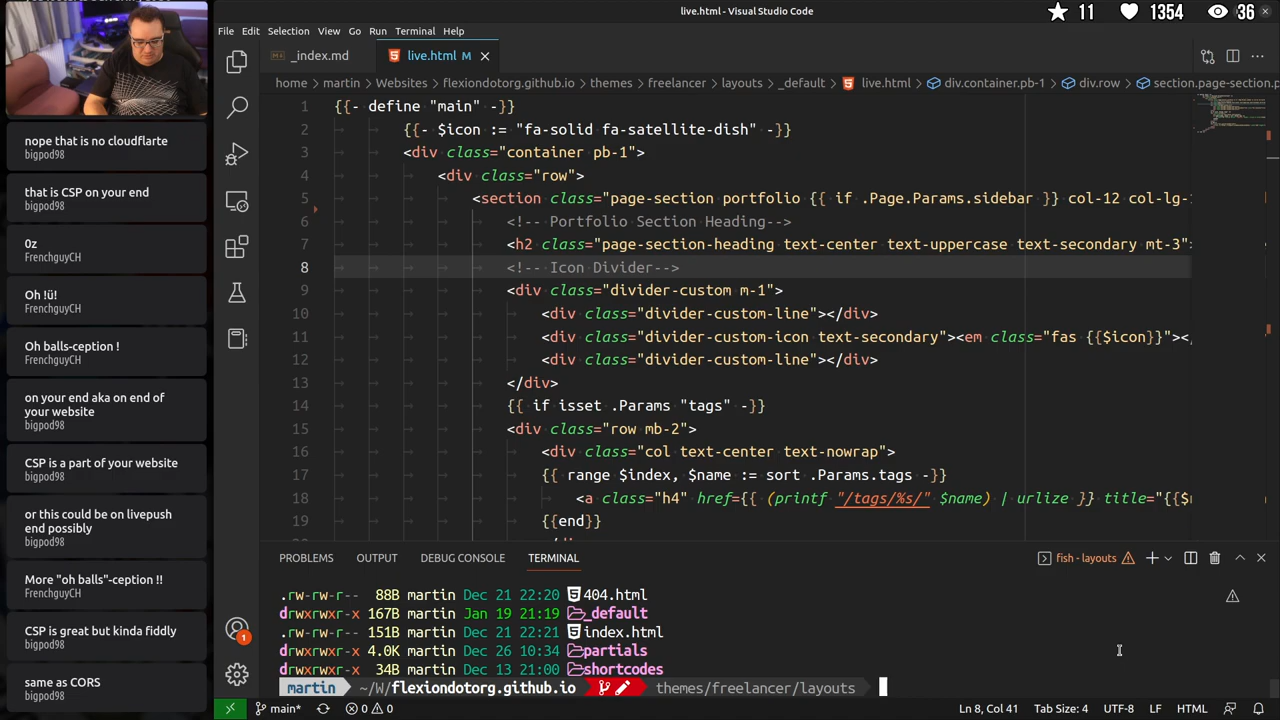 live.html - Visual Studio Code
11
1354
36
File Edit Selection View Go Run Terminal Help
_index.md
live.html M
home martin Websites flexiondotorg.github.io themes freelancer layouts _default live.html div.container.pb-1 div.row section.page-section.p
nope that is no cloudflarte
bigpod98
that is CSP on your end
bigpod98
0z
FrenchguyCH
Oh !ü!
FrenchguyCH
Oh balls-ception !
FrenchguyCH
on your end aka on end of
your website
bigpod98
CSP is a part of your website
bigpod98
or this could be on livepush
end possibly
bigpod98
More "oh balls"-ception !!
FrenchguyCH
CSP is great but kinda fiddly
bigpod98
same as CORS
bigpod98
1 {{- define "main" -}}
2 {{- $icon := "fa-solid fa-satellite-dish" -}}
3 <div class="container pb-1">
4 <div class="row">
5 <section class="page-section portfolio {{ if .Page.Params.sidebar }} col-12 col-lg-
6 <!-- Portfolio Section Heading-->
7 <h2 class="page-section-heading text-center text-uppercase text-secondary mt-3"
8 <!-- Icon Divider-->
9 <div class="divider-custom m-1">
10 <div class="divider-custom-line"></div>
11 <div class="divider-custom-icon text-secondary"><em class="fas {{$icon}}"><
12 <div class="divider-custom-line"></div>
13 </div>
14 {{ if isset .Params "tags" -}}
15 <div class="row mb-2">
16 <div class="col text-center text-nowrap">
17 {{ range $index, $name := sort .Params.tags -}}
18 <a class="h4" href={{ (printf "/tags/%s/" $name) | urlize }} title="{{$
19 {{end}}
PROBLEMS OUTPUT DEBUG CONSOLE TERMINAL
fish - layouts
.rw-rw-r-- 88B martin Dec 21 22:20 404.html
drwxrwxr-x 167B martin Jan 19 21:19 _default
.rw-rw-r-- 151B martin Dec 21 22:21 index.html
drwxrwxr-x 4.0K martin Dec 26 10:34 partials
drwxrwxr-x 34B martin Dec 13 21:00 shortcodes
martin ~/W/flexiondotorg.github.io themes/freelancer/layouts
1
main* 0 0 Ln 8, Col 41 Tab Size: 4 UTF-8 LF HTML